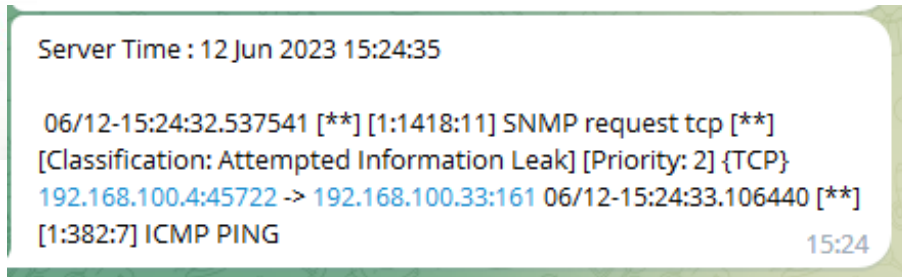 Server Time : 12 Jun 2023 15:24:35
06/12-15:24:32.537541 [**] [1:1418:11] SNMP request tcp [**]
[Classification: Attempted Information Leak] [Priority: 2] {TCP}
192.168.100.4:45722 -> 192.168.100.33:161 06/12-15:24:33.106440 [**]
[1:382:7] ICMP PING
15:24